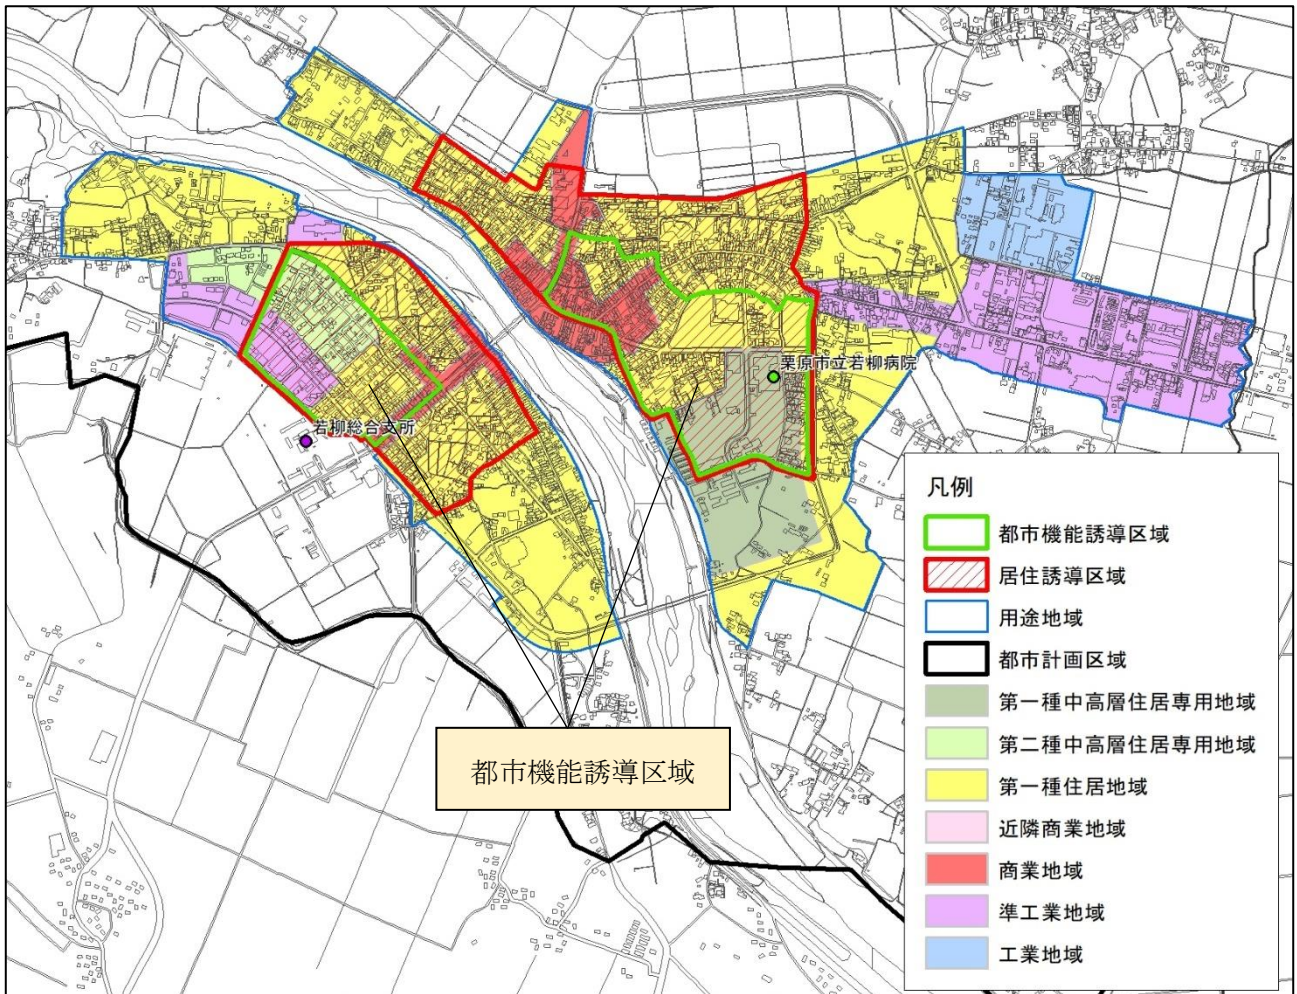 栗原市立若柳病院
若柳総合支所
都市機能誘導区域
凡例
都市機能誘導区域
居住誘導区域
用途地域
都市計画区域
第一種中高層住居専用地域
第二種中高層住居専用地域
第一種住居地域
近隣商業地域
商業地域
準工業地域
工業地域